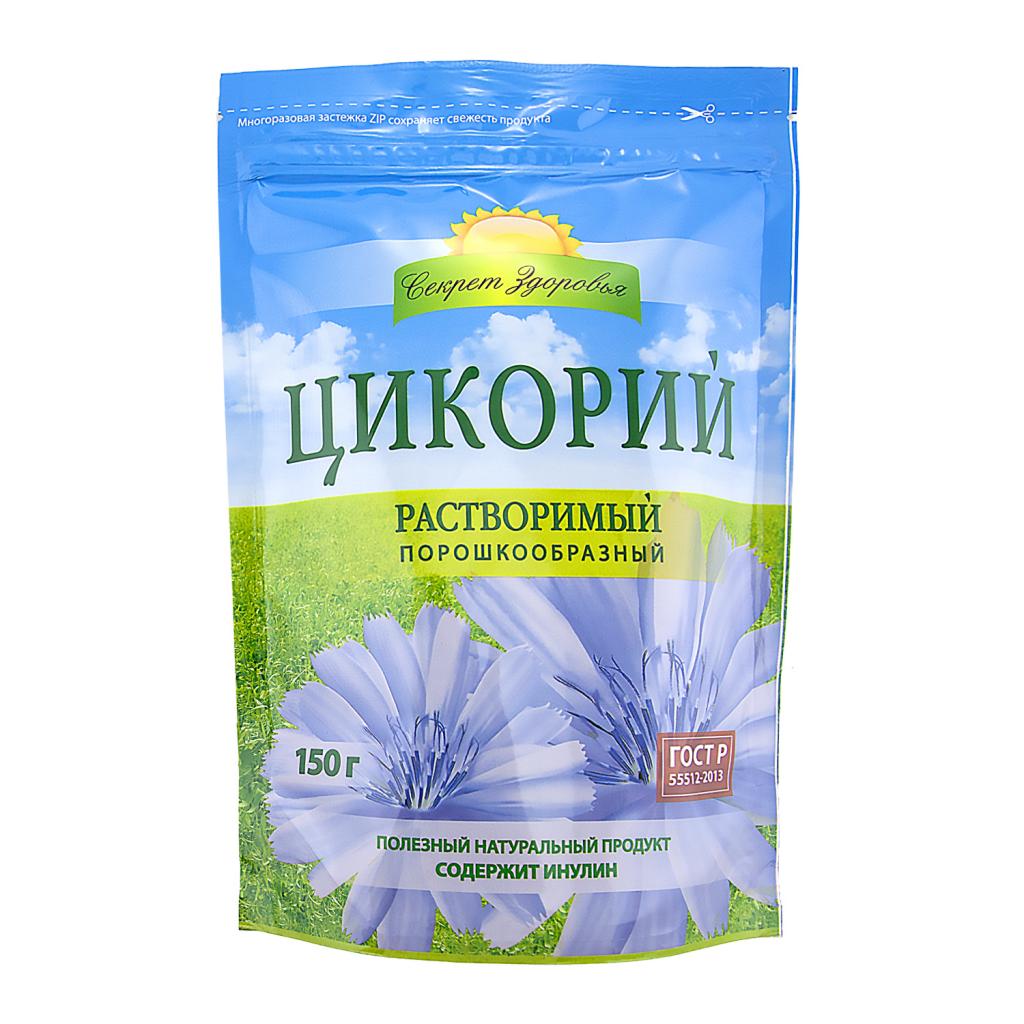 Многоразовая застежка ZIP сохраняет свежесть продукта
Секрет Здоровья
ЦИКОРИЙ
РАСТВОРИМЫЙ
ПОРОШКООБРАЗНЫЙ
150 г
ГОСТ Р
55512-2013
ПОЛЕЗНЫЙ НАТУРАЛЬНЫЙ ПРОДУКТ
СОДЕРЖИТ ИНУЛИН